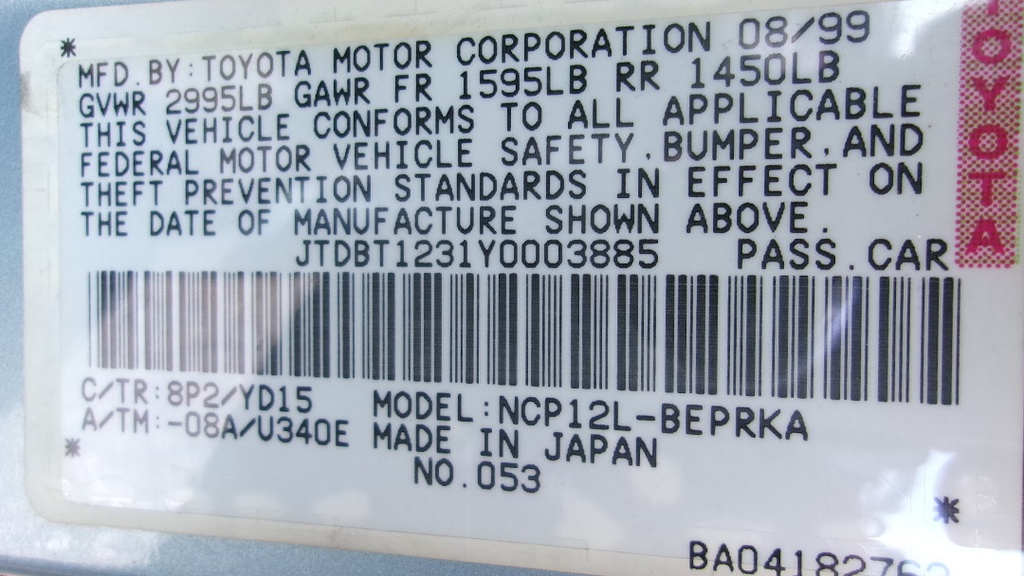 MFD. BY: TOYOTA MOTOR CORPORATION 08/99
GVWR 2995LB GAWR FR 1595LB RR 1450LB
THIS VEHICLE CONFORMS TO ALL APPLICABLE
FEDERAL MOTOR VEHICLE SAFETY, BUMPER, AND
THEFT PREVENTION STANDARDS IN EFFECT ON
THE DATE OF MANUFACTURE SHOWN ABOVE.
JTDBT1231Y0003885 PASS. CAR
TOYOTA
C/TR: 8P2/YD15 MODEL: NCP12L-BEPRKA
A/TM: -08A/U340E MADE IN JAPAN
NO. 053